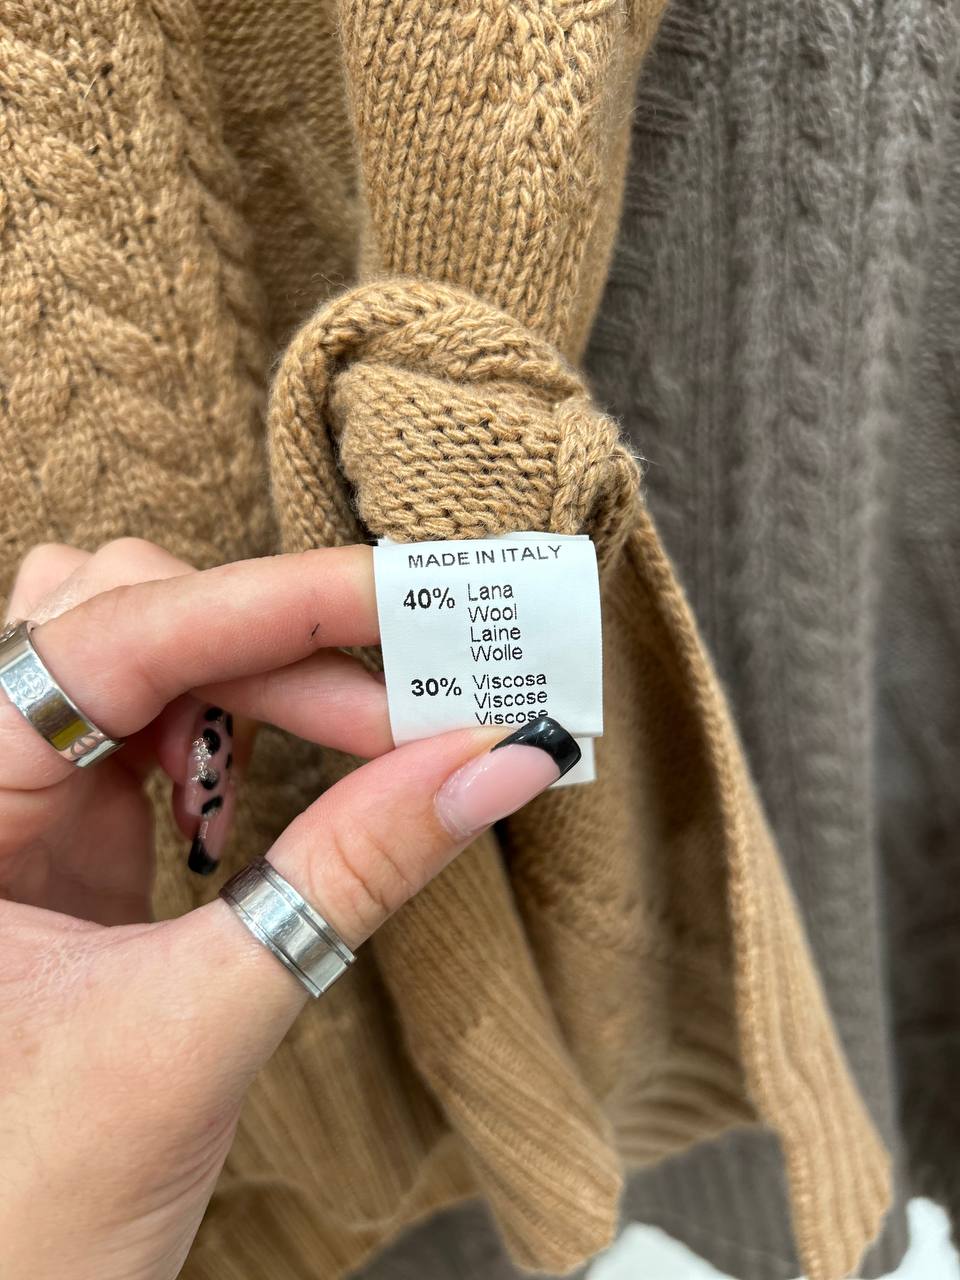 MADE IN ITALY
40% Lana
Wool
Laine
Wolle
30% Viscosa
Viscose
Viscose